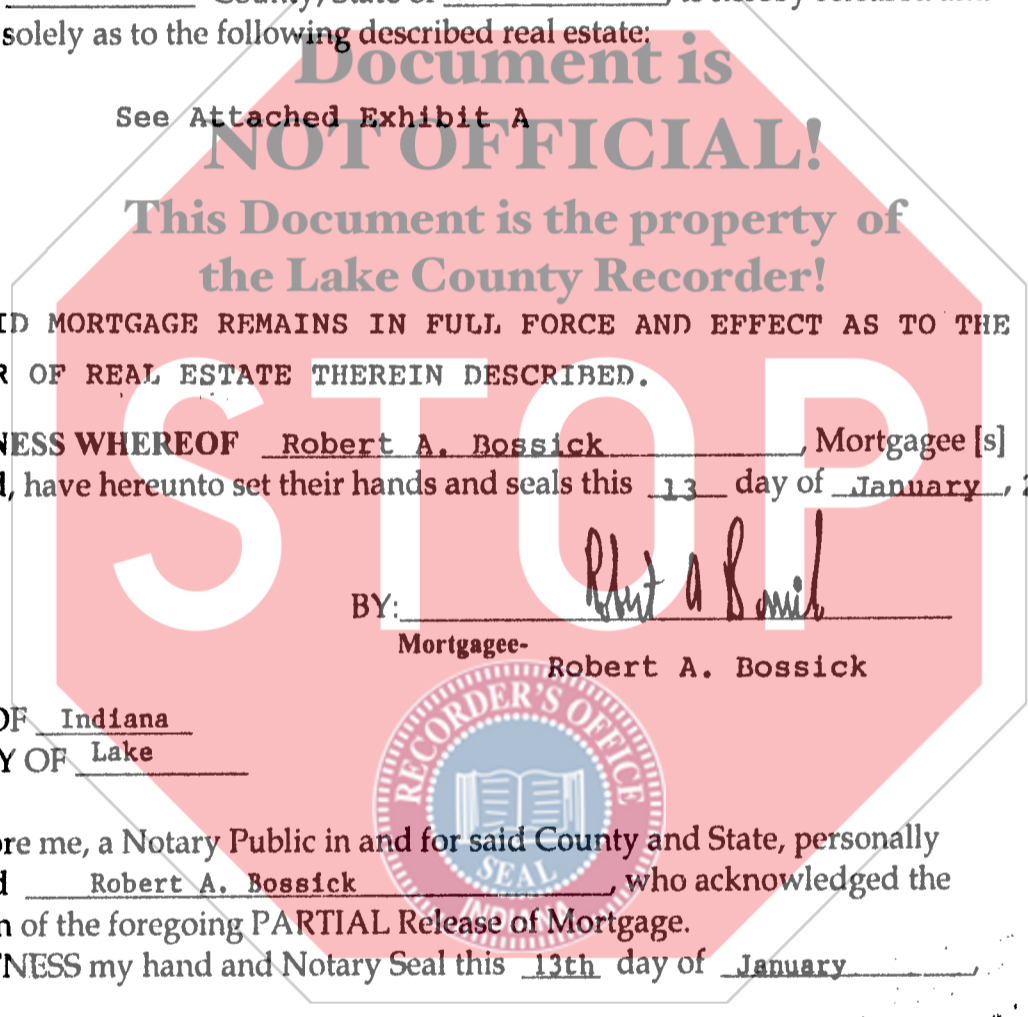 solely as to the following described real estate:
Document is
See Attached Exhibit A
NOT OFFICIAL!
This Document is the property of
the Lake County Recorder!
ID MORTGAGE REMAINS IN FULL FORCE AND EFFECT AS TO THE
R OF REAL ESTATE THEREIN DESCRIBED.
STOP
NESS WHEREOF Robert A. Bossick, Mortgagee [s]
, have hereunto set their hands and seals this 13 day of January,
BY: Robert A Bossick
Mortgagee-
Robert A. Bossick
RECORDER'S OFFICE
SEAL
INDIANA
OF Indiana
Y OF Lake
ore me, a Notary Public in and for said County and State, personally
d Robert A. Bossick, who acknowledged the
n of the foregoing PARTIAL Release of Mortgage.
NESS my hand and Notary Seal this 13th day of January,